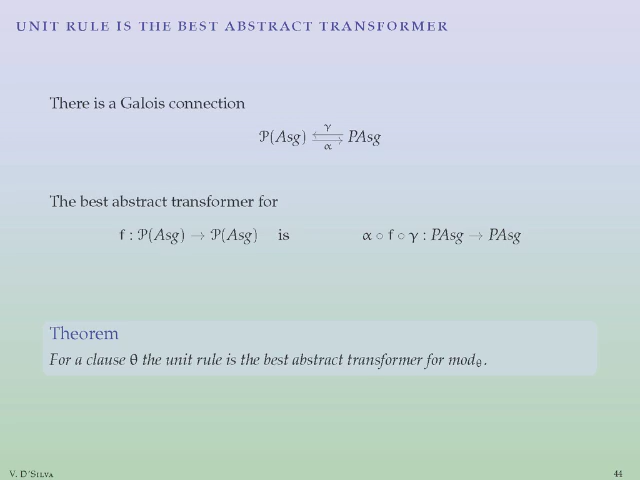 UNIT RULE IS THE BEST ABSTRACT TRANSFORMER
There is a Galois connection
𝒫(Asg) ⇆ PAsg
γ
α
The best abstract transformer for
f : 𝒫(Asg) → 𝒫(Asg) is α ∘ f ∘ γ : PAsg → PAsg
Theorem
For a clause θ the unit rule is the best abstract transformer for mod_θ.
V. D'Silva 44